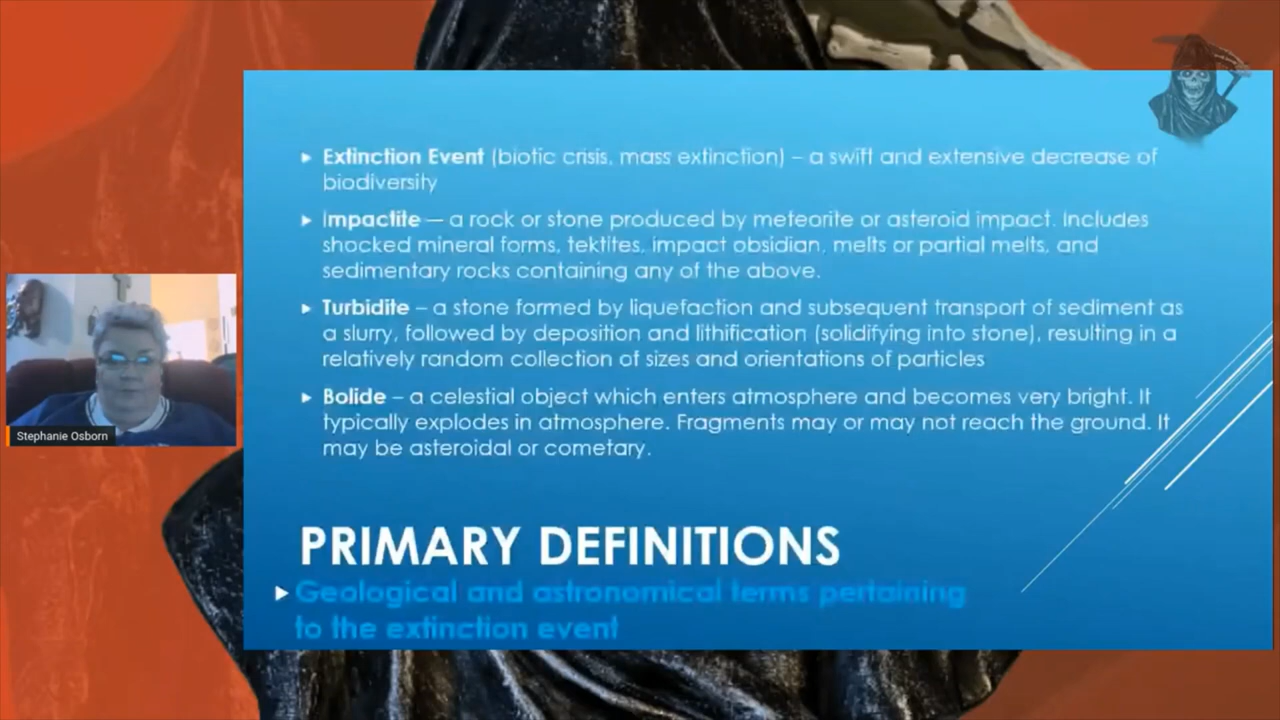 Extinction Event (biotic crisis, mass extinction) – a swift and extensive decrease of
biodiversity
Impactite — a rock or stone produced by meteorite or asteroid impact. Includes
shocked mineral forms, tektites, impact obsidian, melts or partial melts, and
sedimentary rocks containing any of the above.
Turbidite – a stone formed by liquefaction and subsequent transport of sediment as
a slurry, followed by deposition and lithification (solidifying into stone), resulting in a
relatively random collection of sizes and orientations of particles
Bolide – a celestial object which enters atmosphere and becomes very bright. It
typically explodes in atmosphere. Fragments may or may not reach the ground. It
may be asteroidal or cometary.
PRIMARY DEFINITIONS
Geological and astronomical terms pertaining
to the extinction event
Stephanie Osborn